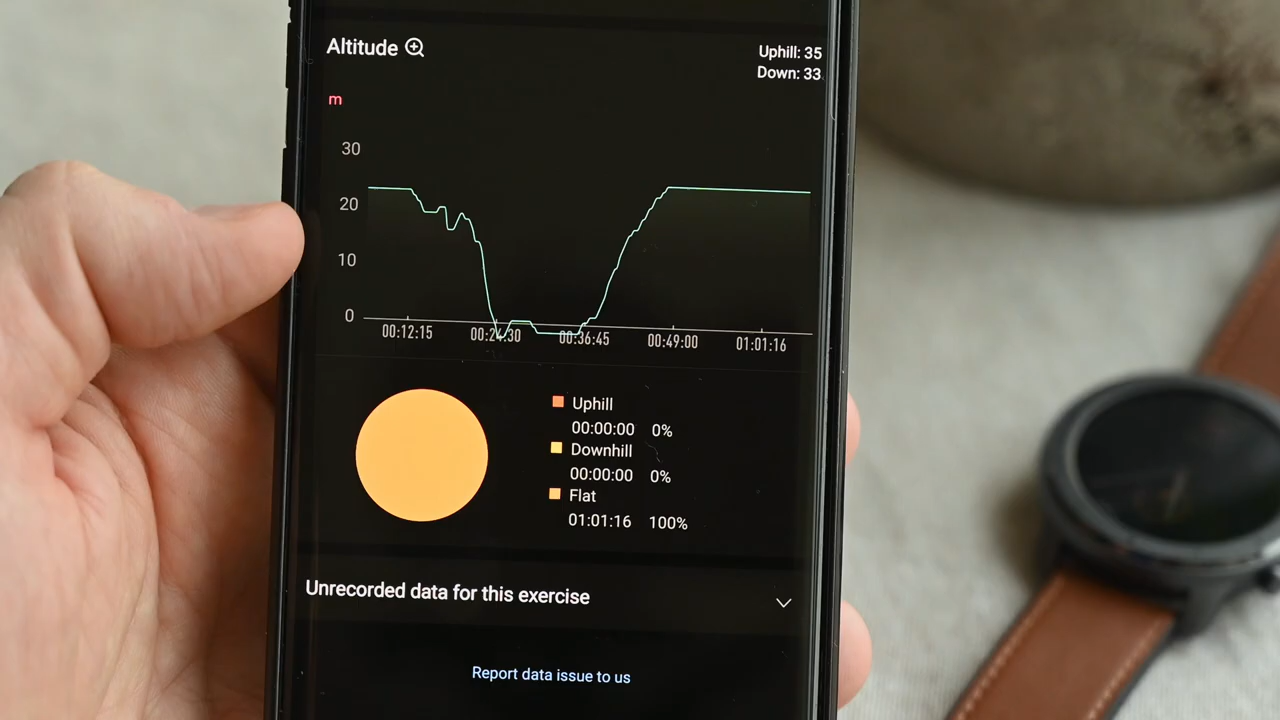 Altitude
Uphill: 35
Down: 33
m
30
20
10
0
00:12:15 00:24:30 00:36:45 00:49:00 01:01:16
Uphill
00:00:00 0%
Downhill
00:00:00 0%
Flat
01:01:16 100%
Unrecorded data for this exercise
Report data issue to us